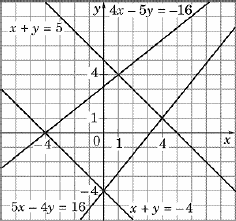 y
4x − 5y = −16
x + y = 5
4
1
−4
0
1
4
x
−4
5x − 4y = 16
x + y = −4